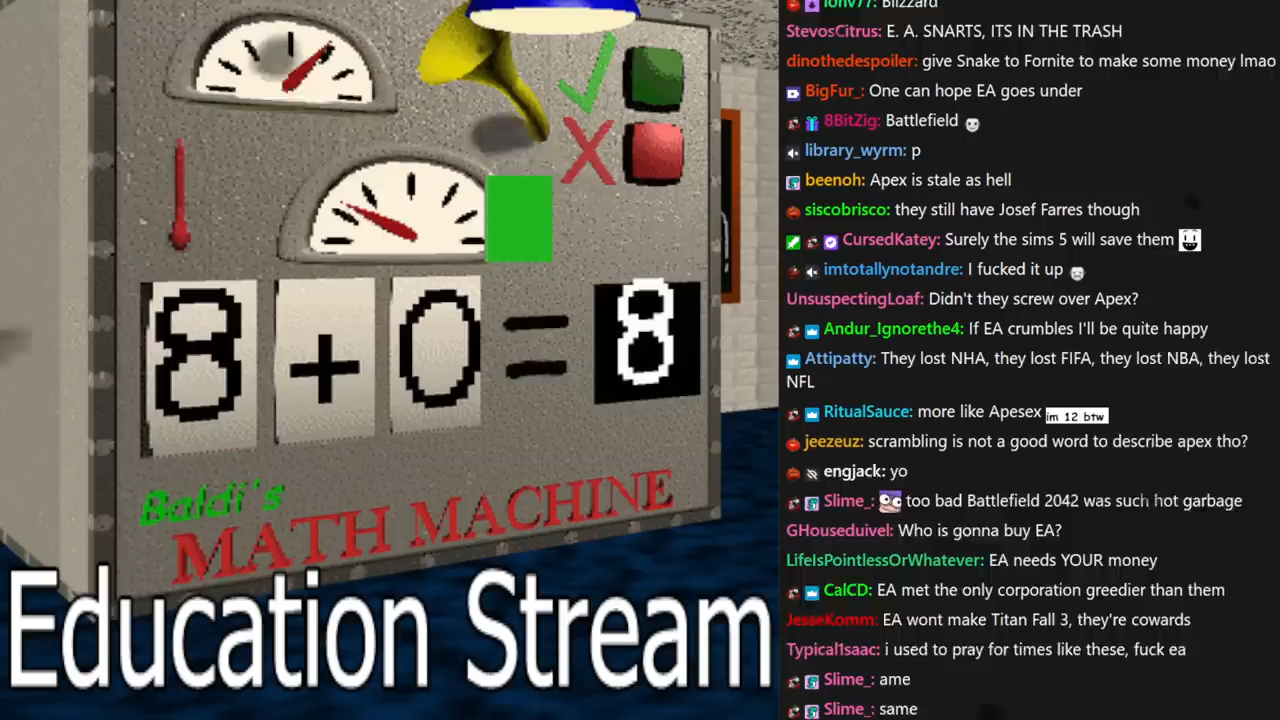 8 + 0 = 8
Baldi's
MATH MACHINE
Education Stream
lonv77: Blizzard
StevosCitrus: E. A. SNARTS, ITS IN THE TRASH
dinothedespoiler: give Snake to Fornite to make some money lmao
BigFur_: One can hope EA goes under
8BitZig: Battlefield
library_wyrm: p
beenoh: Apex is stale as hell
siscobrisco: they still have Josef Farres though
CursedKatey: Surely the sims 5 will save them
imtotallynotandre: I fucked it up
UnsuspectingLoaf: Didn't they screw over Apex?
Andur_Ignorethe4: If EA crumbles I'll be quite happy
Attipatty: They lost NHA, they lost FIFA, they lost NBA, they lost
NFL
RitualSauce: more like Apesex im 12 btw
jeezeuz: scrambling is not a good word to describe apex tho?
engjack: yo
Slime_: too bad Battlefield 2042 was such hot garbage
GHouseduivel: Who is gonna buy EA?
LifeIsPointlessOrWhatever: EA needs YOUR money
CalCD: EA met the only corporation greedier than them
JesseKomm: EA wont make Titan Fall 3, they're cowards
Typical1saac: i used to pray for times like these, fuck ea
Slime_: ame
Slime_: same